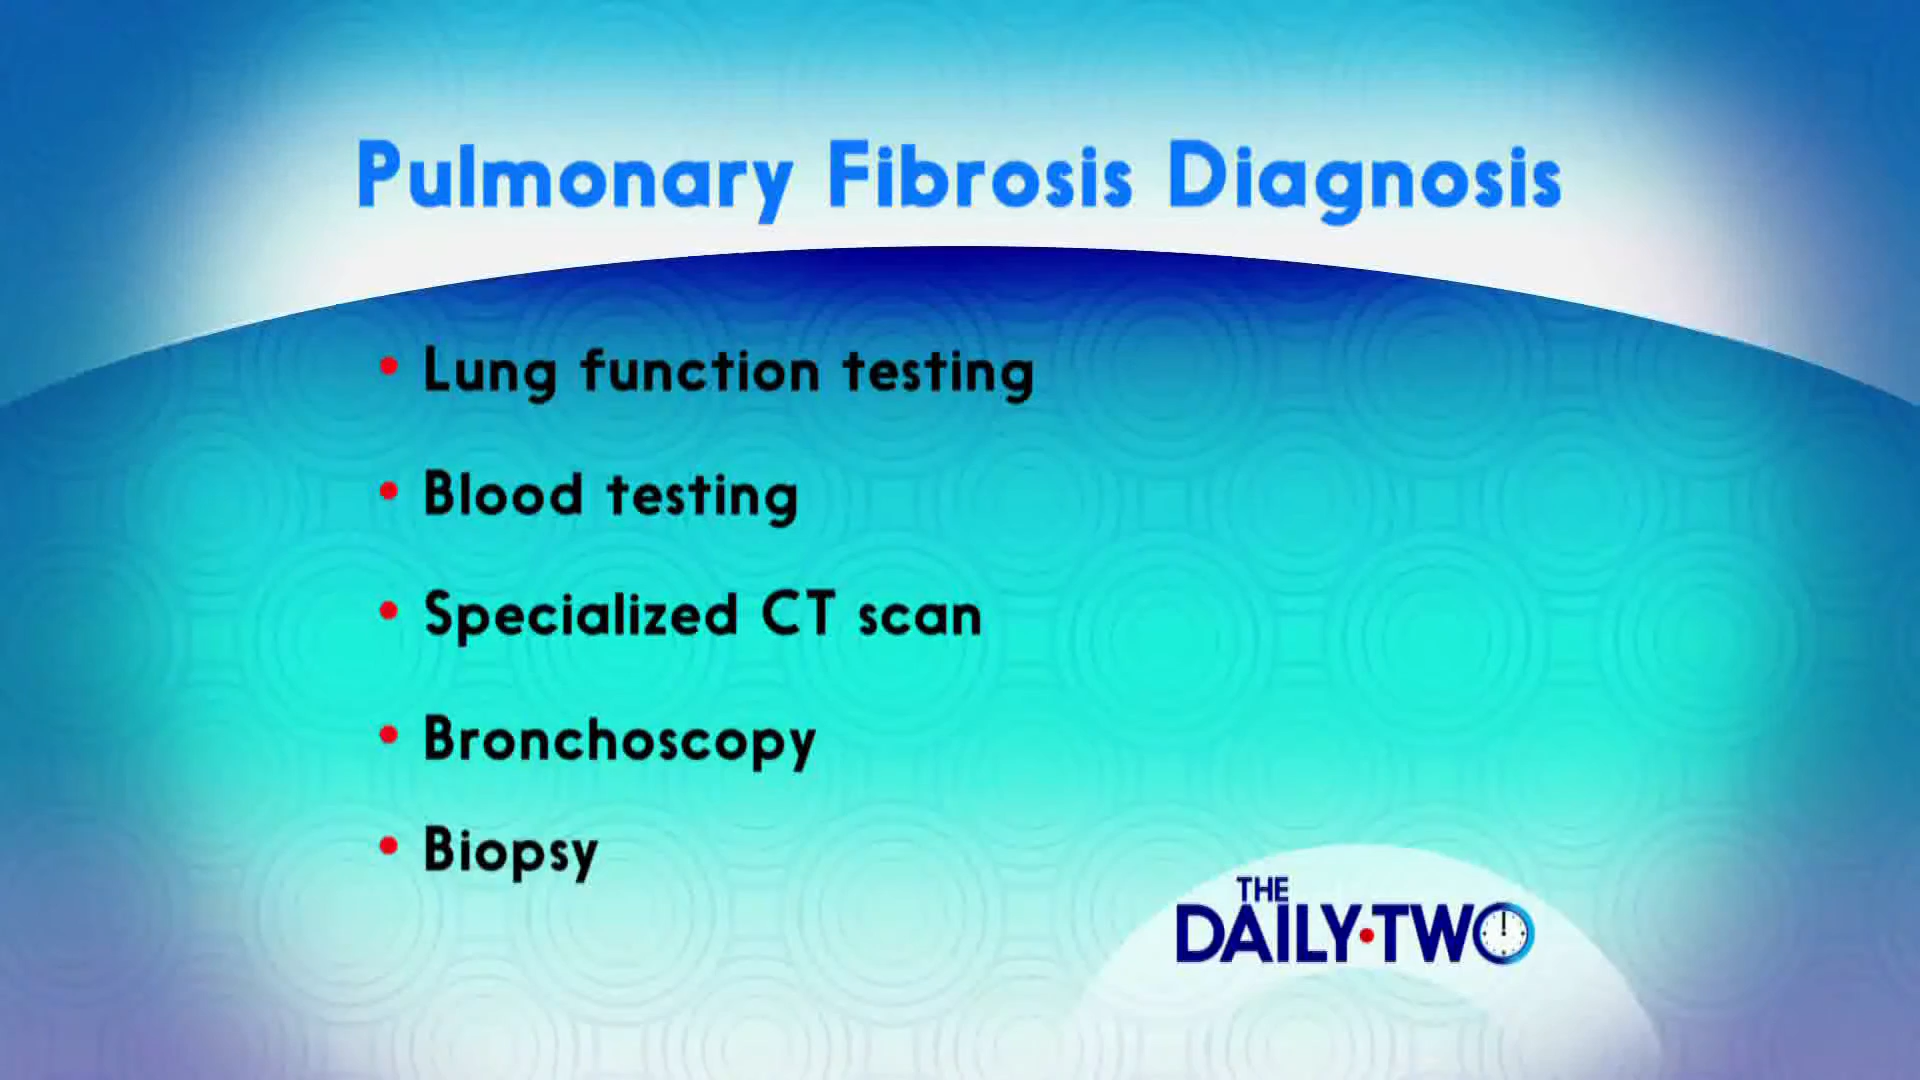 Pulmonary Fibrosis Diagnosis
• Lung function testing
• Blood testing
• Specialized CT scan
• Bronchoscopy
• Biopsy
THE
DAILY•TWO